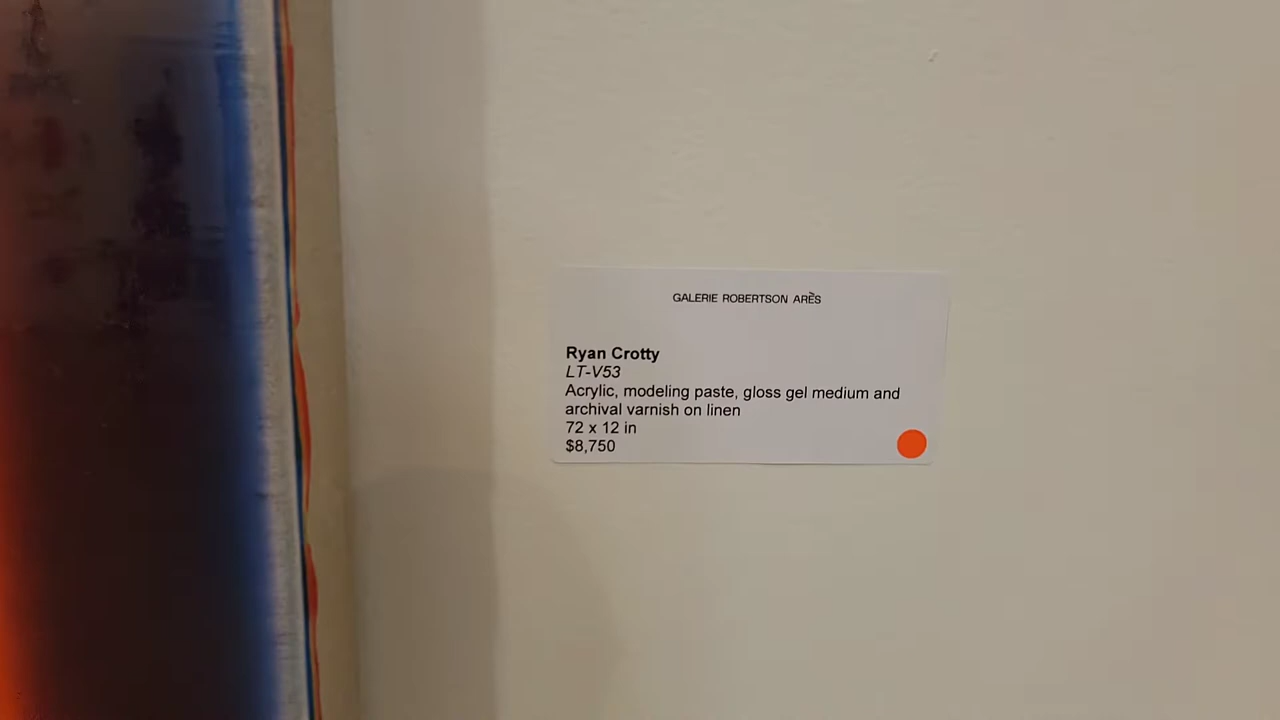 GALERIE ROBERTSON ARÈS
Ryan Crotty
LT-V53
Acrylic, modeling paste, gloss gel medium and
archival varnish on linen
72 x 12 in
$8,750